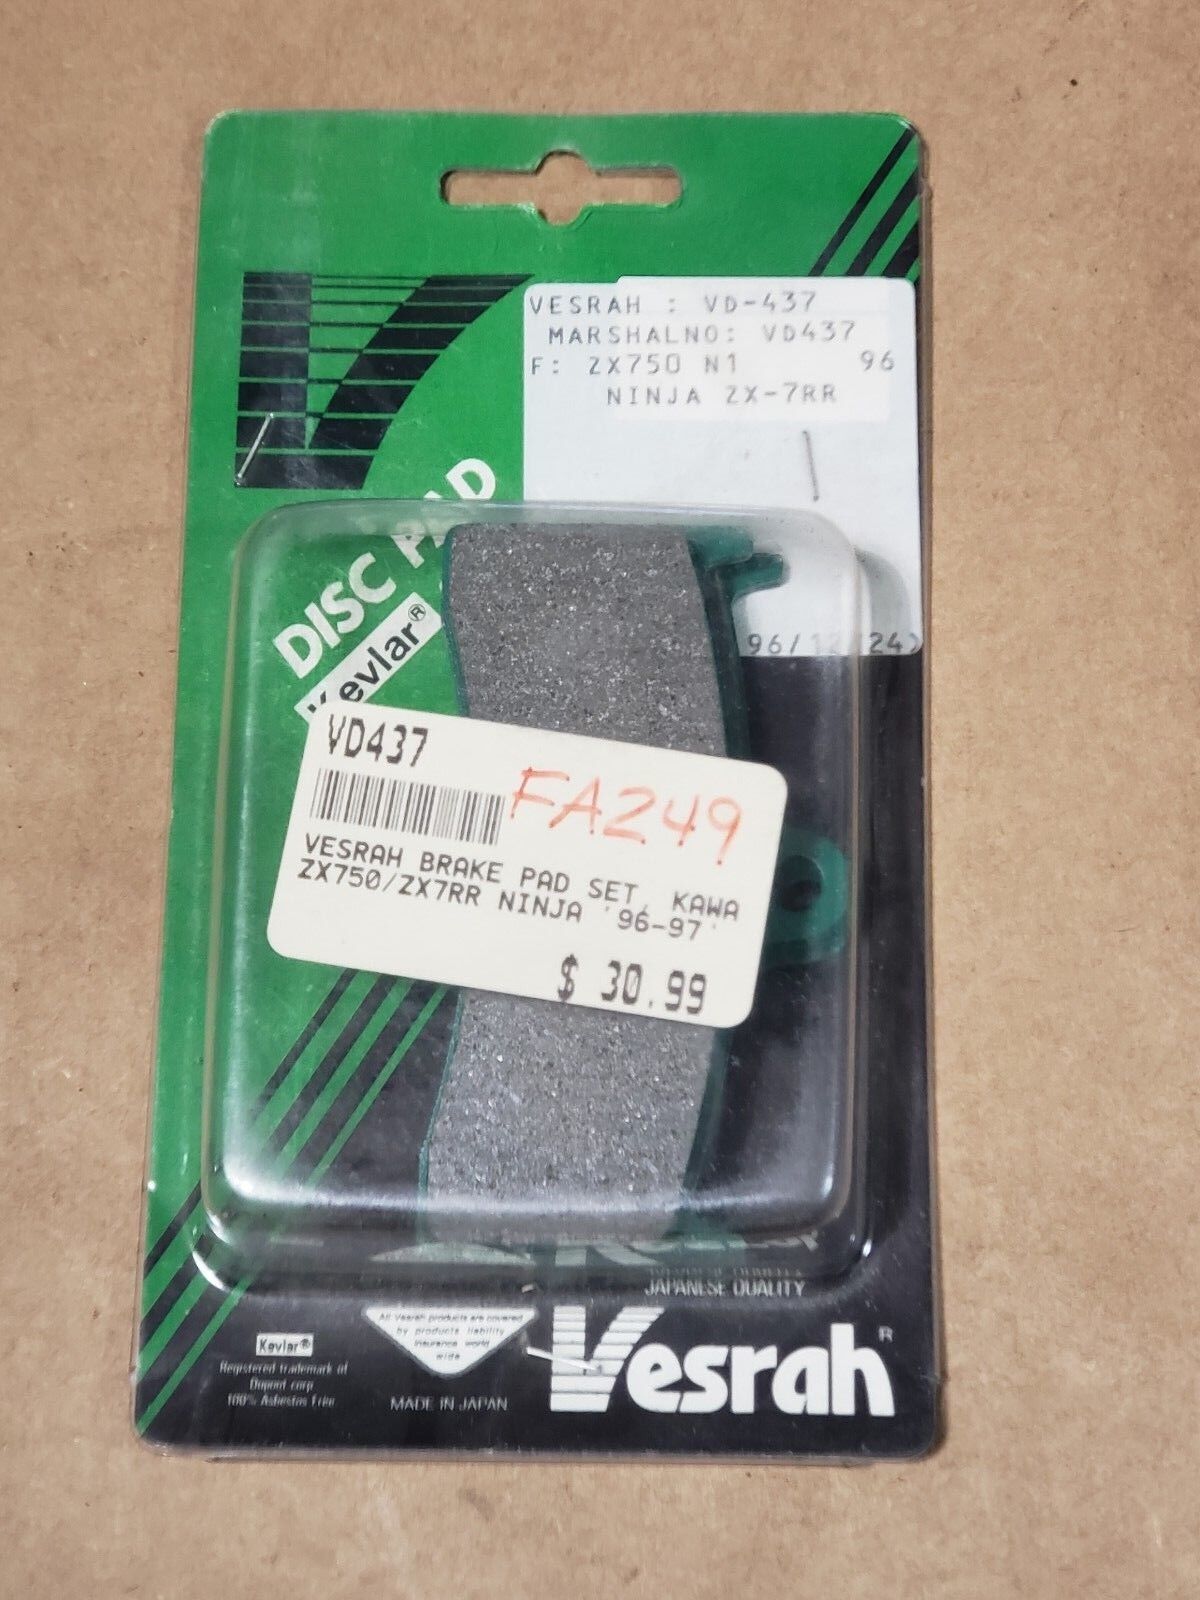 VESRAH : VD-437
MARSHALNO: VD437
F: ZX750 N1 96
NINJA ZX-7RR
DISC PAD
Kevlar®
96/12/24)
VD437
FA249
VESRAH BRAKE PAD SET, KAWA
ZX750/ZX7RR NINJA '96-97'
$ 30.99
JAPANESE QUALITY
All Vesrah products are covered
by products liability
insurance world
wide
Vesrah®
Kevlar®
Registered trademark of
Dupont corp
100% Asbestos Free
MADE IN JAPAN